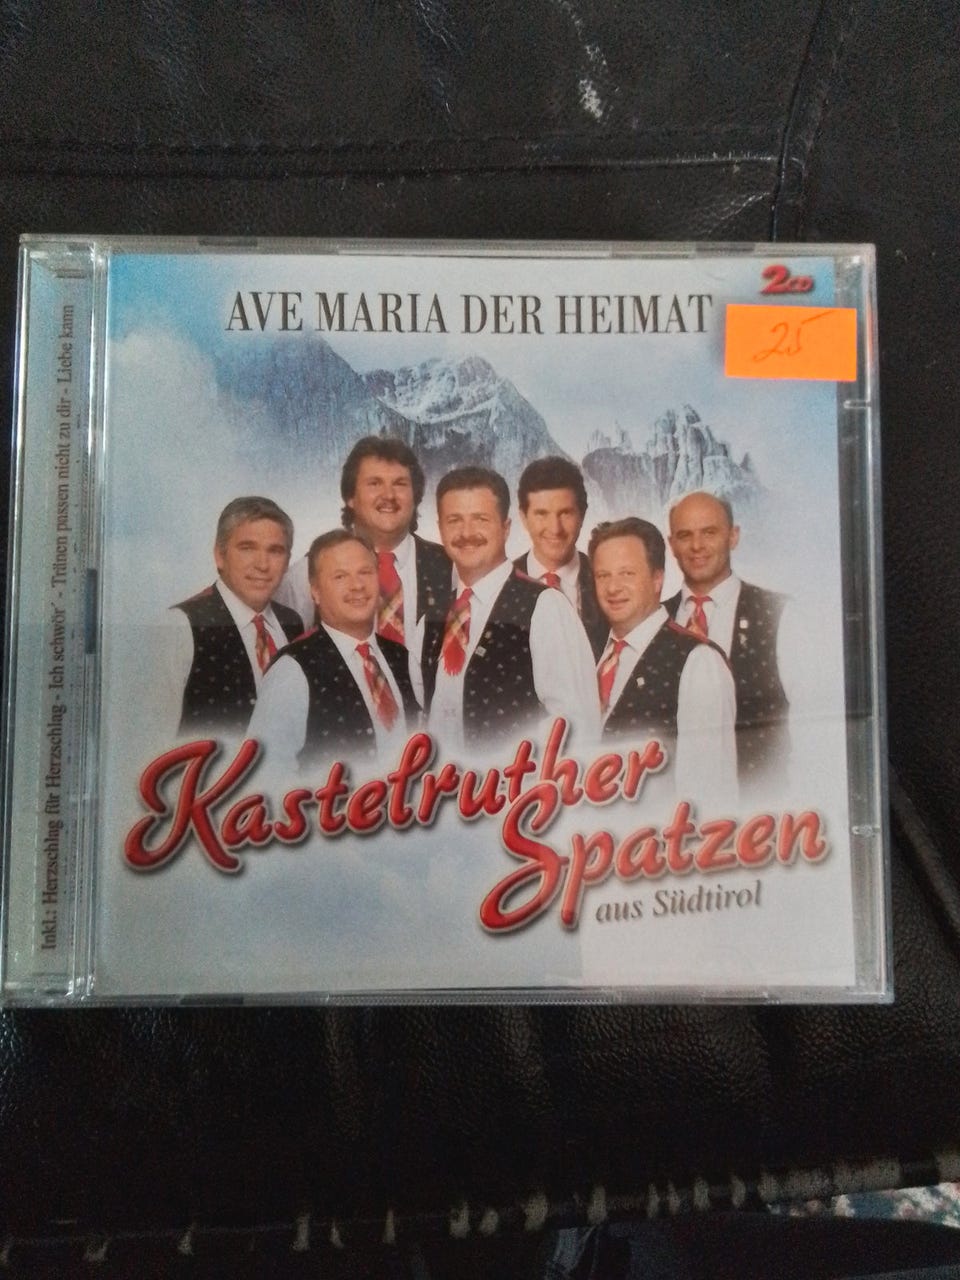 2CD
AVE MARIA DER HEIMAT
25
Kastelruther
Spatzen
aus Südtirol
Inkl.: Herzschlag für Herzschlag - Ich schwör' - Tränen passen nicht zu dir - Liebe kann